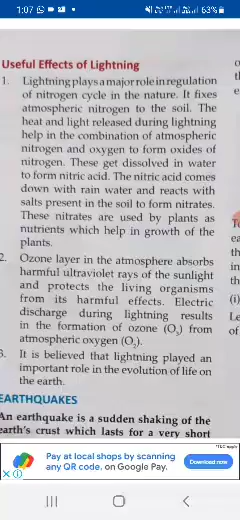 1:07
63%
Useful Effects of Lightning
1. Lightning plays a major role in regulation
of nitrogen cycle in the nature. It fixes
atmospheric nitrogen to the soil. The
heat and light released during lightning
help in the combination of atmospheric
nitrogen and oxygen to form oxides of
nitrogen. These get dissolved in water
to form nitric acid. The nitric acid comes
down with rain water and reacts with
salts present in the soil to form nitrates.
These nitrates are used by plants as
nutrients which help in growth of the
plants.
2. Ozone layer in the atmosphere absorbs
harmful ultraviolet rays of the sunlight
and protects the living organisms
from its harmful effects. Electric
discharge during lightning results
in the formation of ozone (O₃) from
atmospheric oxygen (O₂).
3. It is believed that lightning played an
important role in the evolution of life on
the earth.
EARTHQUAKES
An earthquake is a sudden shaking of the
earth's crust which lasts for a very short
(i)
of
*T&C apply
Pay at local shops by scanning
any QR code, on Google Pay.
Download now